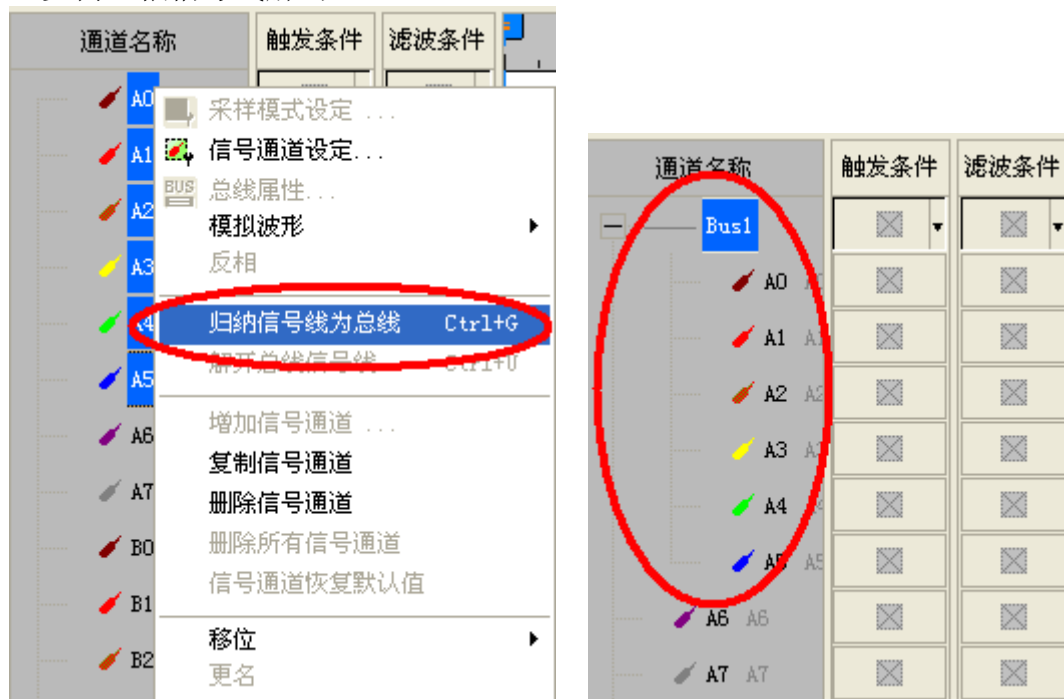 通道名称 触发条件 滤波条件
A0
A1
A2
A3
A4
A5
A6
A7
B0
B1
B2
采样模式设定 ...
信号通道设定...
BUS 总线属性...
模拟波形
反相
归纳信号线为总线 Ctrl+G
解开总线信号线 Ctrl+U
增加信号通道 ...
复制信号通道
删除信号通道
删除所有信号通道
信号通道恢复默认值
移位
更名
通道名称 触发条件 滤波条件
Bus1
A0
A1 A1
A2 A2
A3 A3
A4
A5 A5
A6 A6
A7 A7